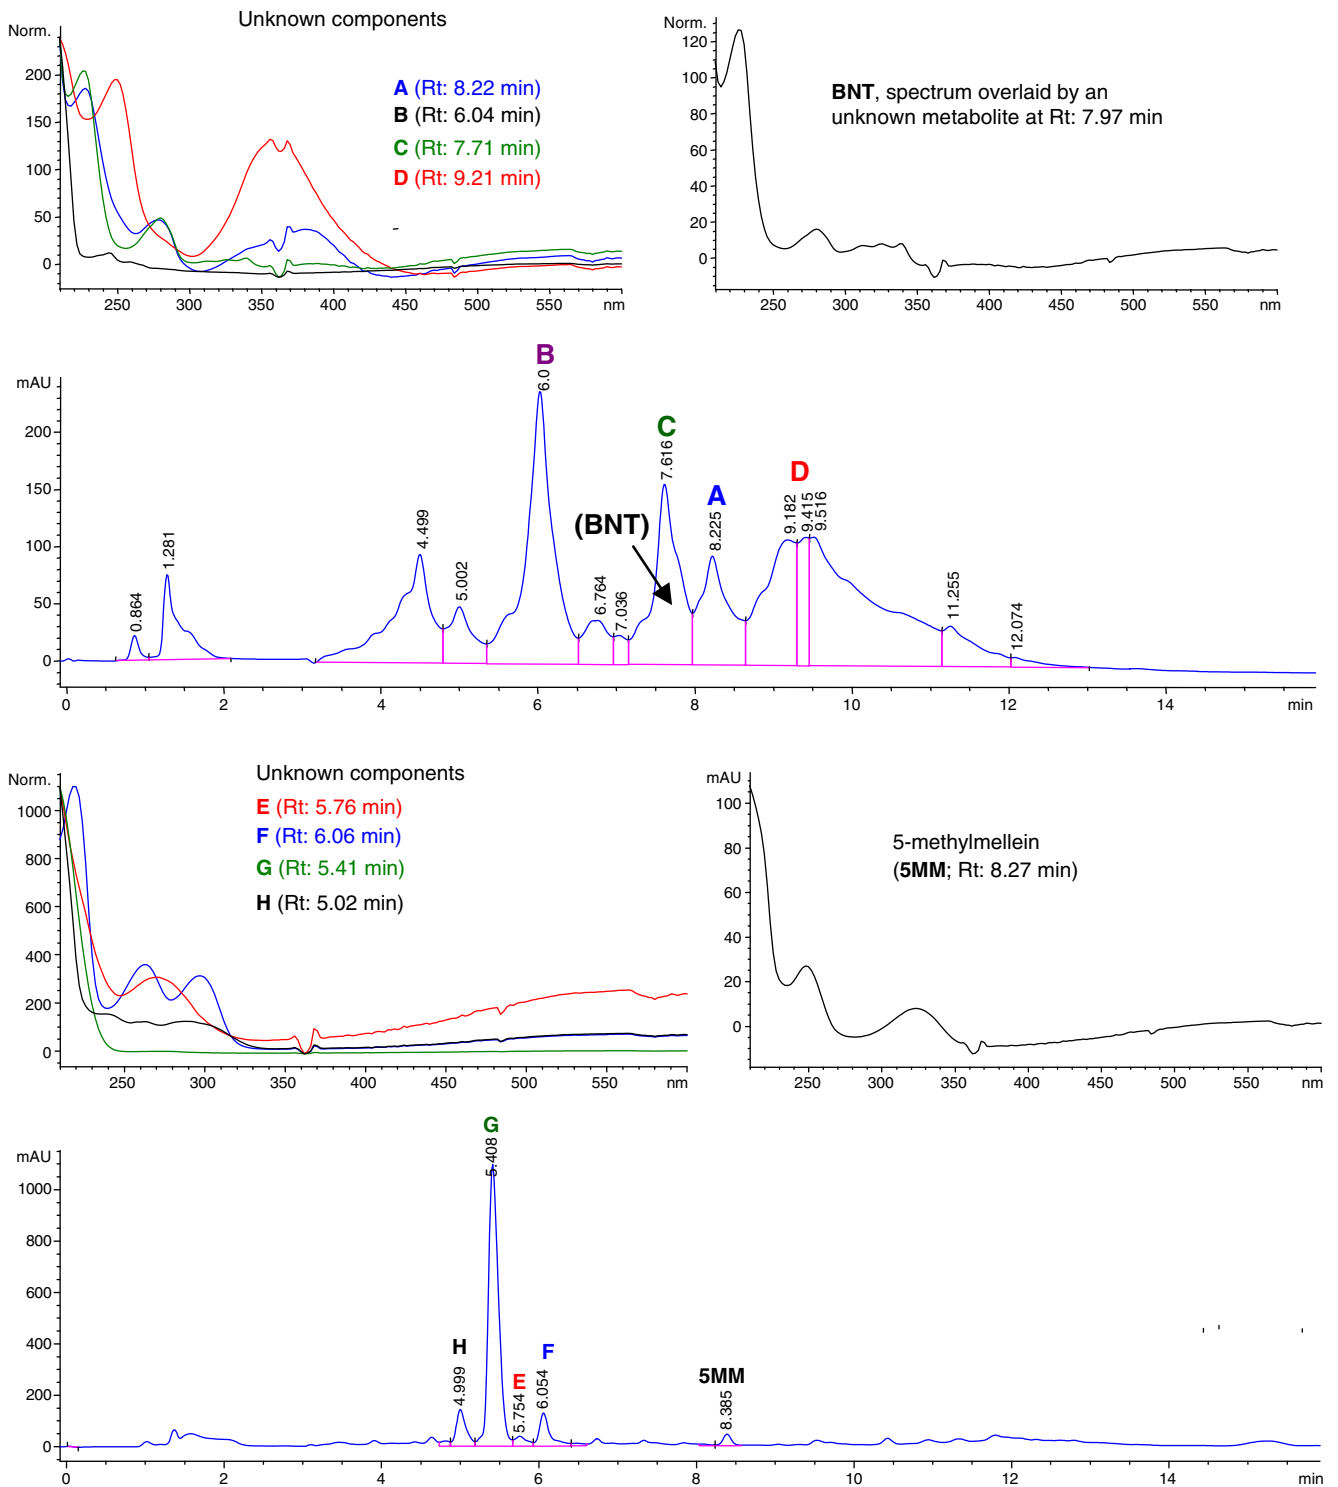 Unknown components
Norm.
A (Rt: 8.22 min)
B (Rt: 6.04 min)
C (Rt: 7.71 min)
D (Rt: 9.21 min)
200
150
100
50
0
250 300 350 400 450 500 550 nm
Norm.
BNT, spectrum overlaid by an
unknown metabolite at Rt: 7.97 min
120
100
80
60
40
20
0
250 300 350 400 450 500 550 nm
mAU
200
150
100
50
0
B
C
A
D
(BNT)
0.864
1.281
4.499
5.002
6.0
6.764
7.036
7.616
8.225
9.182
9.415
9.516
11.255
12.074
0 2 4 6 8 10 12 14 min
Unknown components
Norm.
E (Rt: 5.76 min)
F (Rt: 6.06 min)
G (Rt: 5.41 min)
H (Rt: 5.02 min)
1000
800
600
400
200
0
250 300 350 400 450 500 550 nm
mAU
5-methylmellein
(5MM; Rt: 8.27 min)
100
80
60
40
20
0
250 300 350 400 450 500 550 nm
mAU
1000
800
600
400
200
0
G
H
E
F
5MM
4.999
5.408
5.754
6.054
8.385
0 2 4 6 8 10 12 14 min